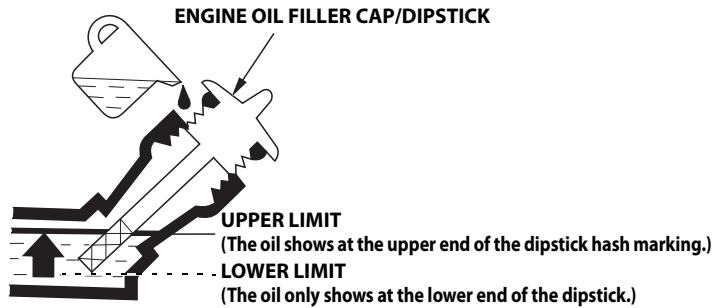 ENGINE OIL FILLER CAP/DIPSTICK
UPPER LIMIT
(The oil shows at the upper end of the dipstick hash marking.)
LOWER LIMIT
(The oil only shows at the lower end of the dipstick.)